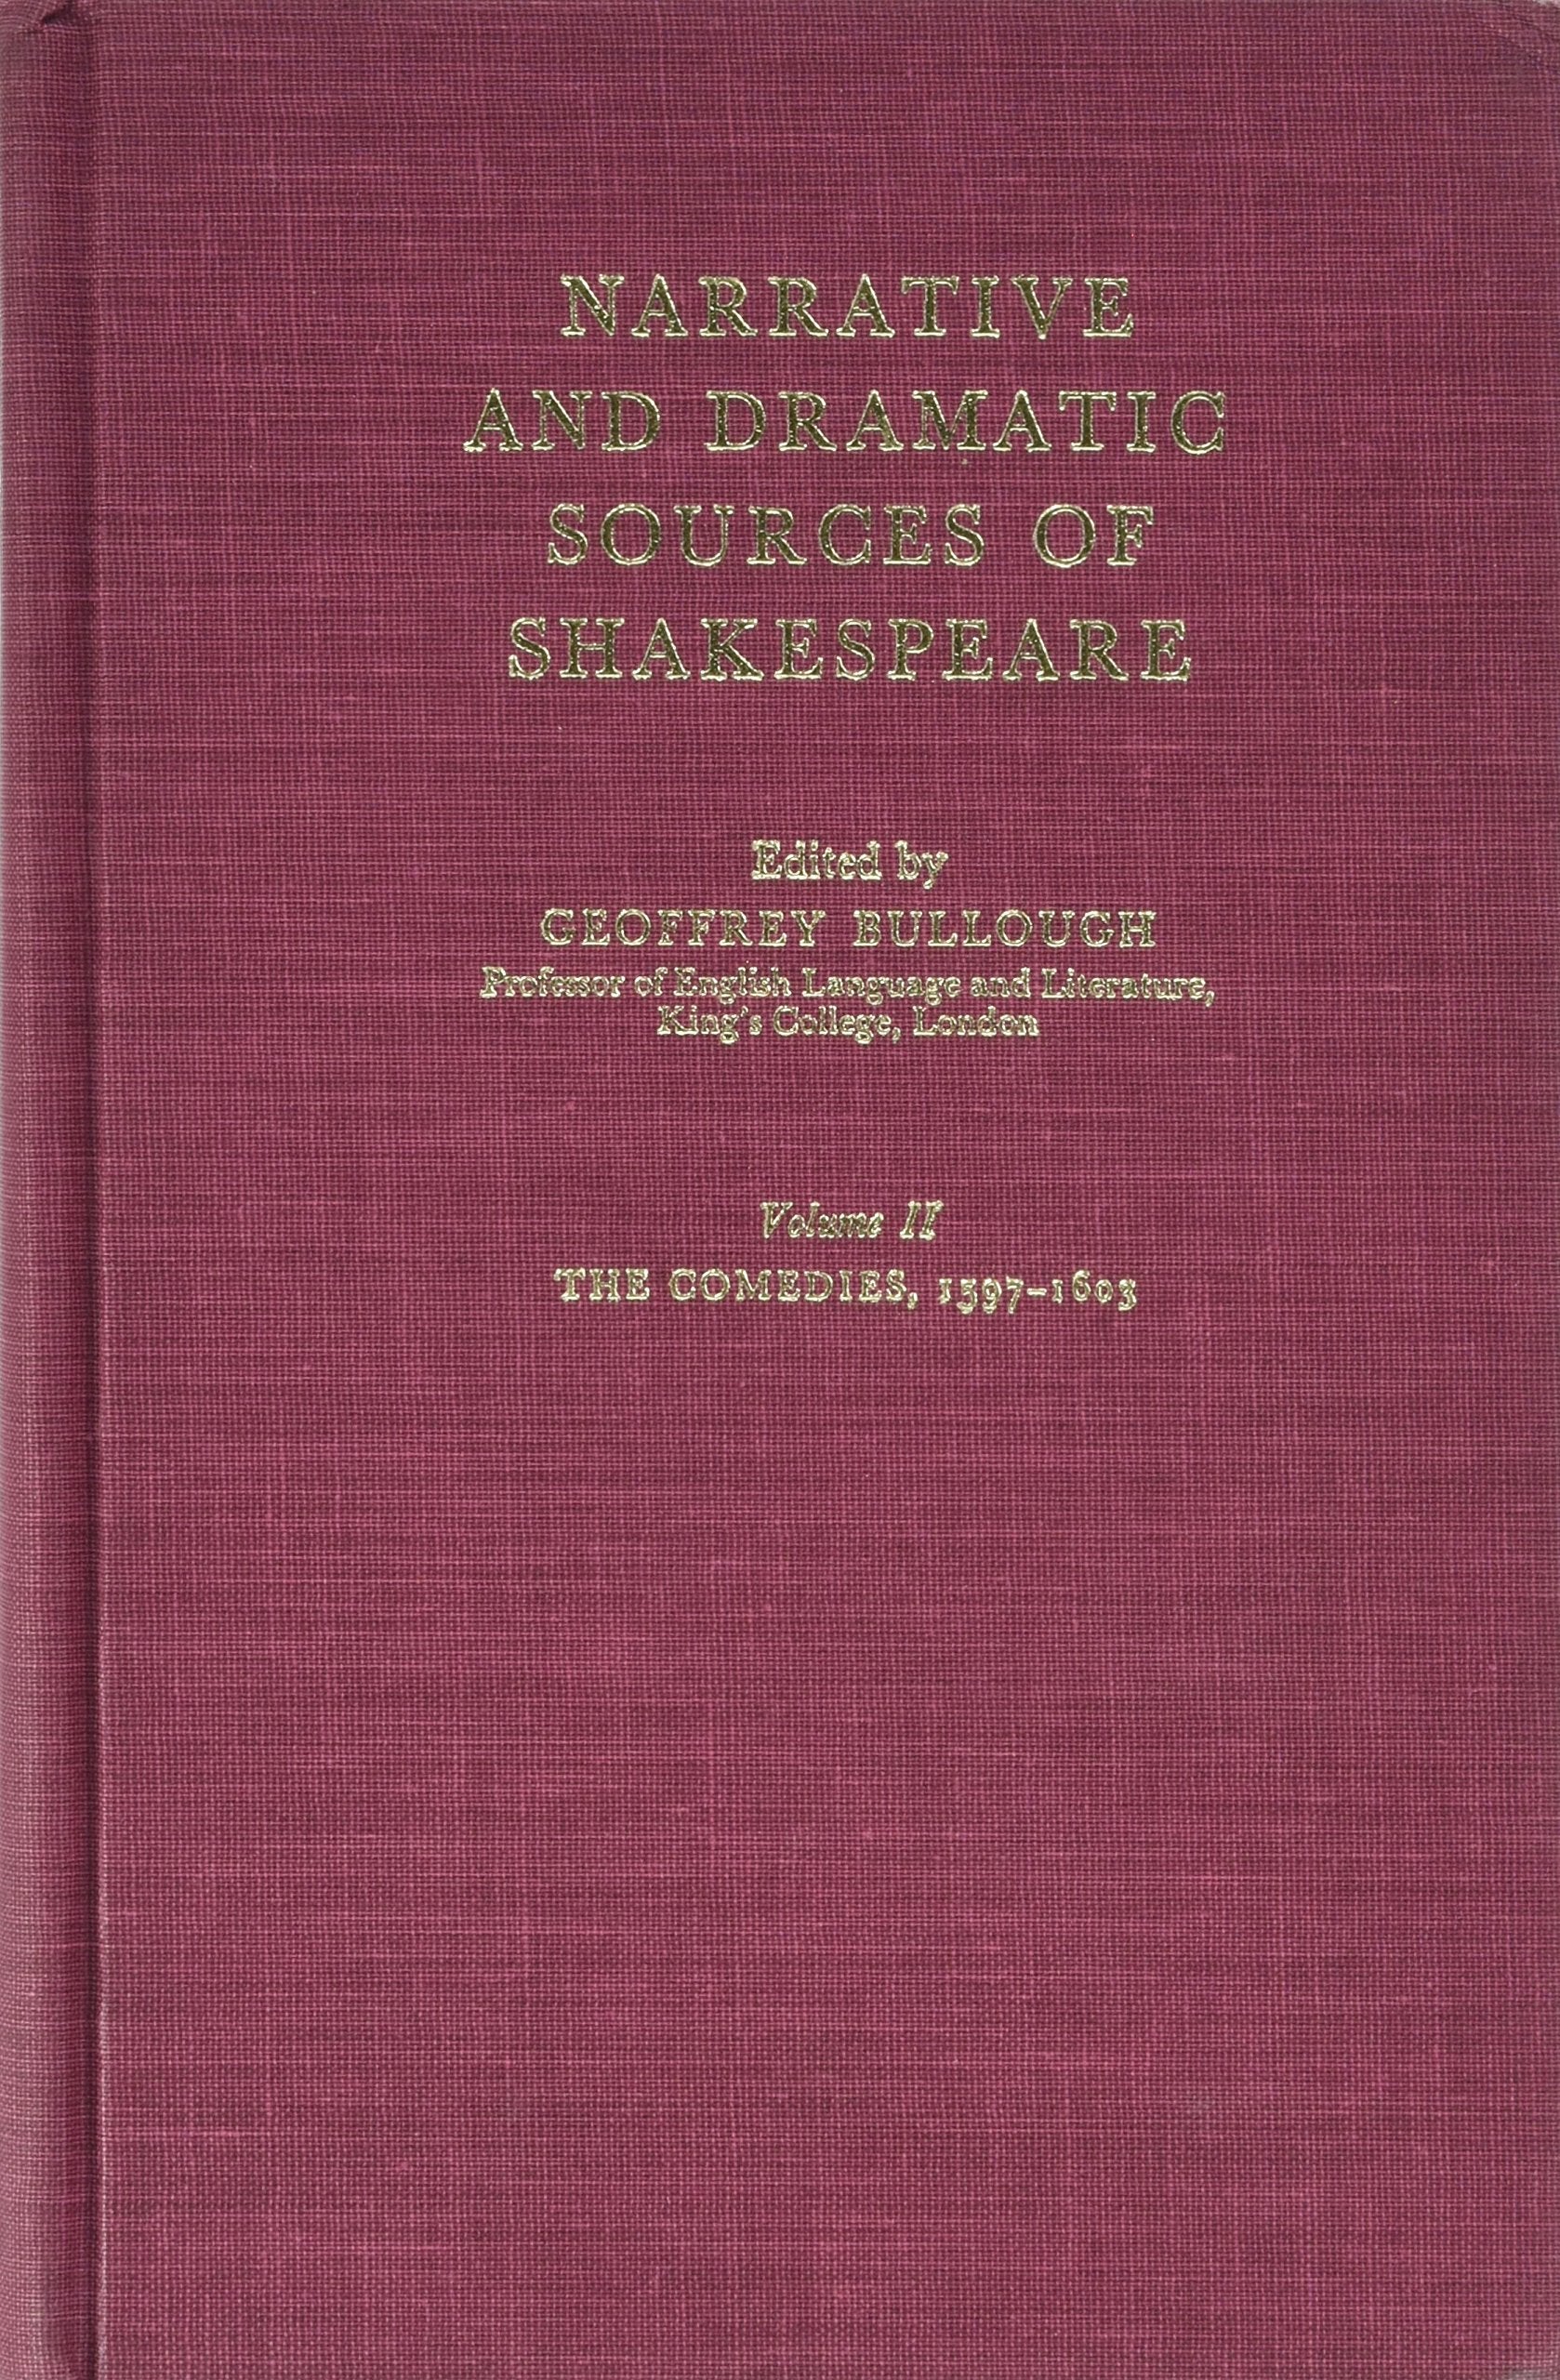 NARRATIVE
AND DRAMATIC
SOURCES OF
SHAKESPEARE
Edited by
GEOFFREY BULLOUGH
Professor of English Language and Literature,
King's College, London
Volume II
THE COMEDIES, 1597–1603